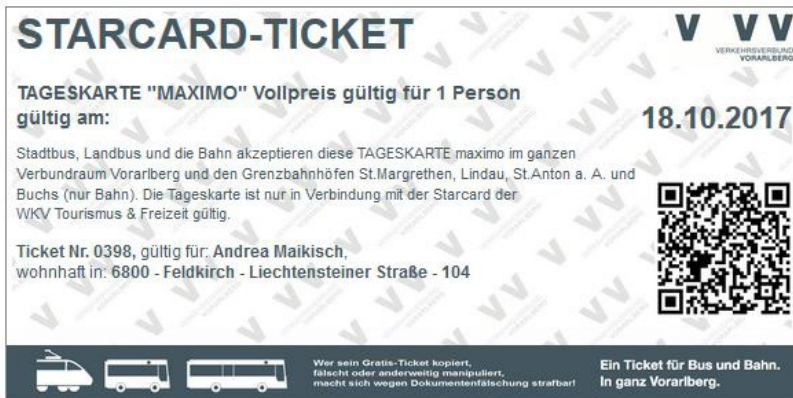 STARCARD-TICKET
V VV
VERKEHRSVERBUND
VORARLBERG
TAGESKARTE "MAXIMO" Vollpreis gültig für 1 Person
gültig am:
18.10.2017
Stadtbus, Landbus und die Bahn akzeptieren diese TAGESKARTE maximo im ganzen
Verbundraum Vorarlberg und den Grenzbahnhöfen St.Margrethen, Lindau, St.Anton a. A. und
Buchs (nur Bahn). Die Tageskarte ist nur in Verbindung mit der Starcard der
WKV Tourismus & Freizeit gültig.
Ticket Nr. 0398, gültig für: Andrea Maikisch,
wohnhaft in: 6800 - Feldkirch - Liechtensteiner Straße - 104
Wer sein Gratis-Ticket kopiert,
fälscht oder anderweitig manipuliert,
macht sich wegen Dokumentenfälschung strafbar!
Ein Ticket für Bus und Bahn.
In ganz Vorarlberg.